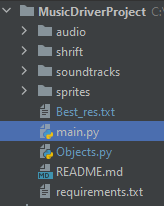 MusicDriverProject
audio
shrift
soundtracks
sprites
Best_res.txt
main.py
Objects.py
README.md
requirements.txt